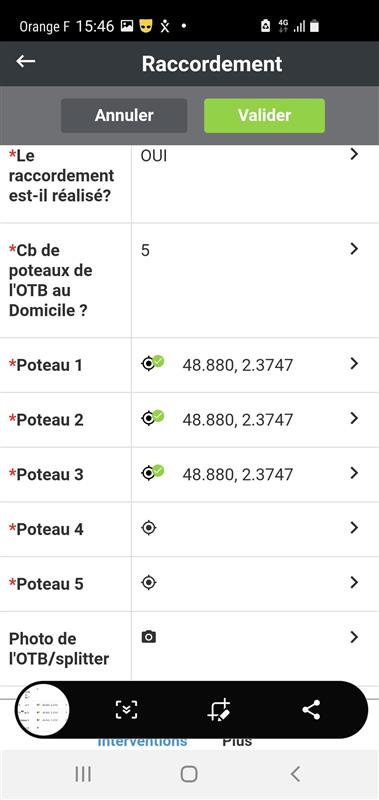 Orange F 15:46
4G
Raccordement
Annuler Valider
*Le
raccordement
est-il réalisé?
OUI
*Cb de
poteaux de
l'OTB au
Domicile ?
5
*Poteau 1 48.880, 2.3747
*Poteau 2 48.880, 2.3747
*Poteau 3 48.880, 2.3747
*Poteau 4
*Poteau 5
Photo de
l'OTB/splitter
Interventions Plus